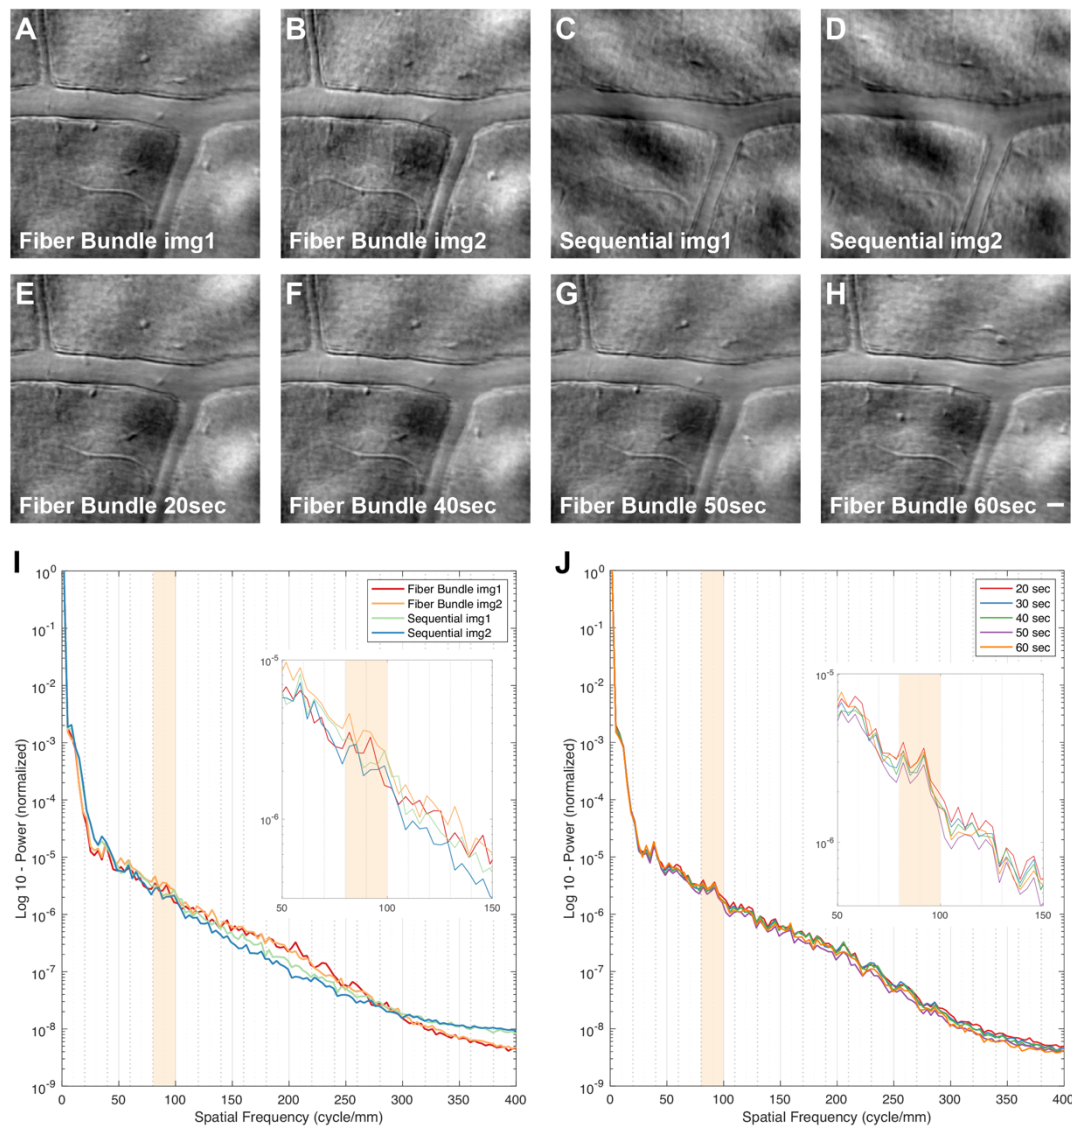 A
B
C
D
Fiber Bundle img1
Fiber Bundle img2
Sequential img1
Sequential img2
E
F
G
H
Fiber Bundle 20sec
Fiber Bundle 40sec
Fiber Bundle 50sec
Fiber Bundle 60sec
I
10^0
10^-1
10^-2
10^-3
10^-4
10^-5
10^-6
10^-7
10^-8
10^-9
Log 10 - Power (normalized)
Fiber Bundle img1
Fiber Bundle img2
Sequential img1
Sequential img2
10^-5
10^-6
50
100
150
0
50
100
150
200
250
300
350
400
Spatial Frequency (cycle/mm)
J
10^0
10^-1
10^-2
10^-3
10^-4
10^-5
10^-6
10^-7
10^-8
10^-9
Log 10 - Power (normalized)
20 sec
30 sec
40 sec
50 sec
60 sec
10^-5
10^-6
50
100
150
0
50
100
150
200
250
300
350
400
Spatial Frequency (cycle/mm)